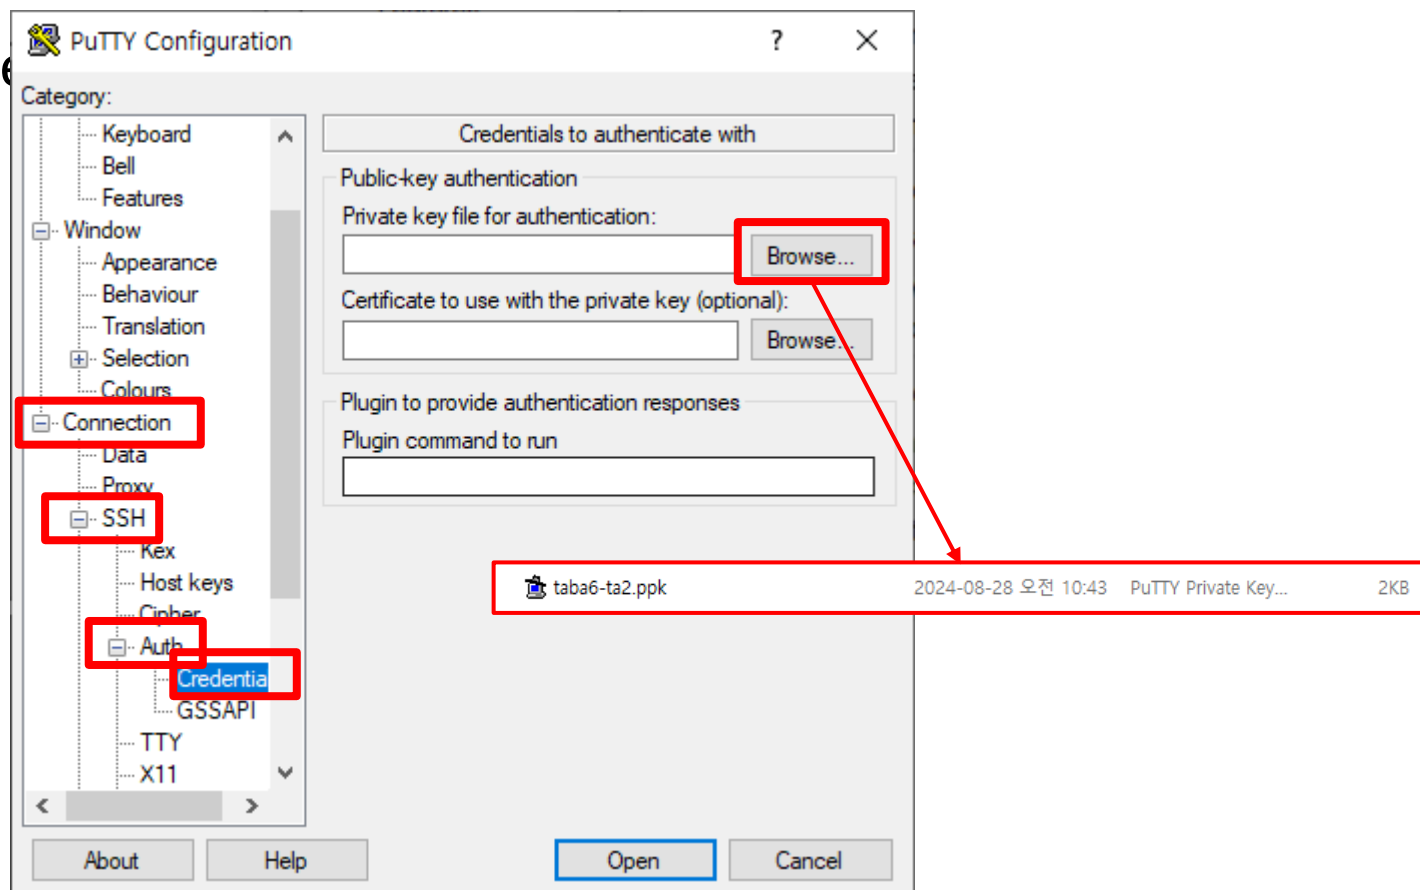 PuTTY Configuration
?
Category:
Keyboard
Bell
Features
Window
Appearance
Behaviour
Translation
Selection
Colours
Connection
Data
Proxy
SSH
Kex
Host keys
Cipher
Auth
Credentia
GSSAPI
TTY
X11
Credentials to authenticate with
Public-key authentication
Private key file for authentication:
Browse...
Certificate to use with the private key (optional):
Browse...
Plugin to provide authentication responses
Plugin command to run
taba6-ta2.ppk 2024-08-28 오전 10:43 PuTTY Private Key... 2KB
About Help Open Cancel